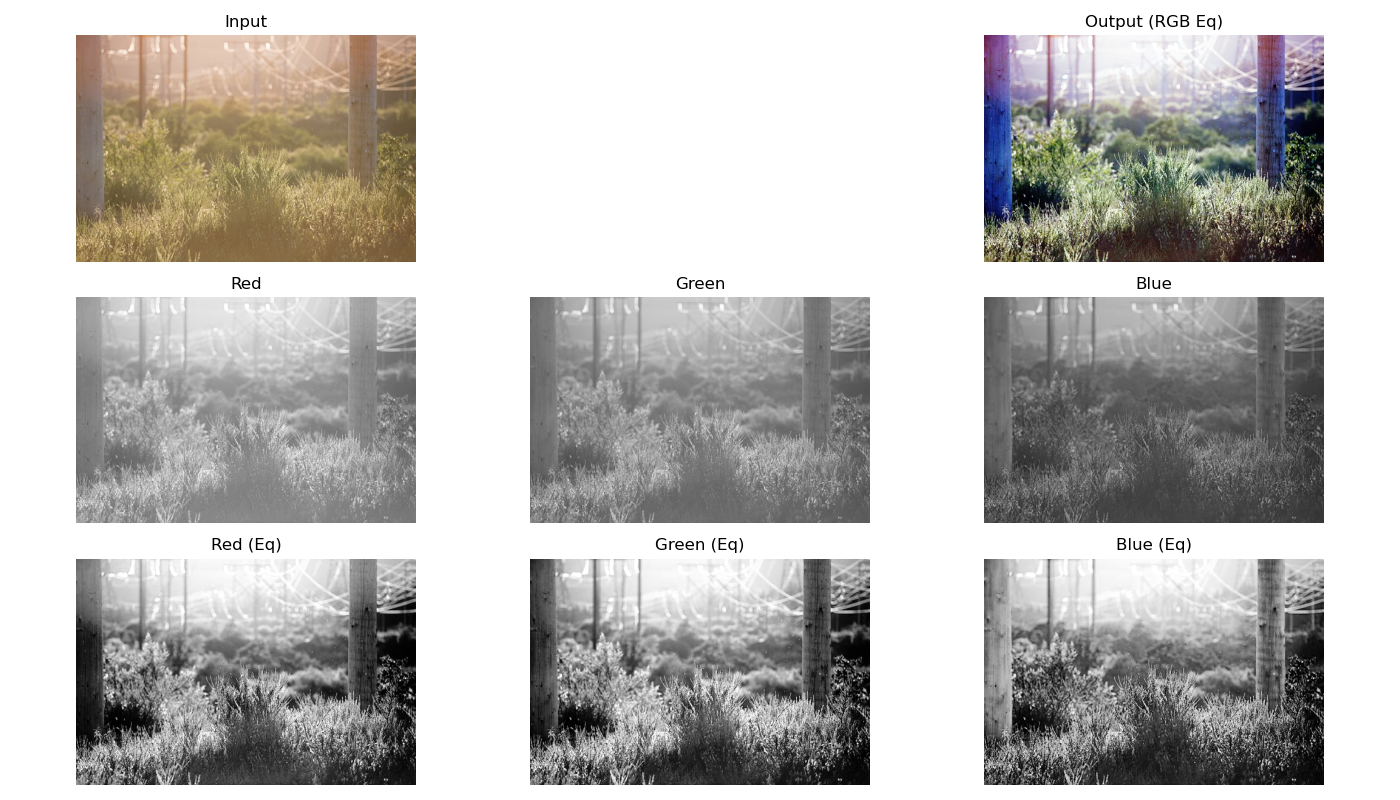 Input
Output (RGB Eq)
Red
Green
Blue
Red (Eq)
Green (Eq)
Blue (Eq)